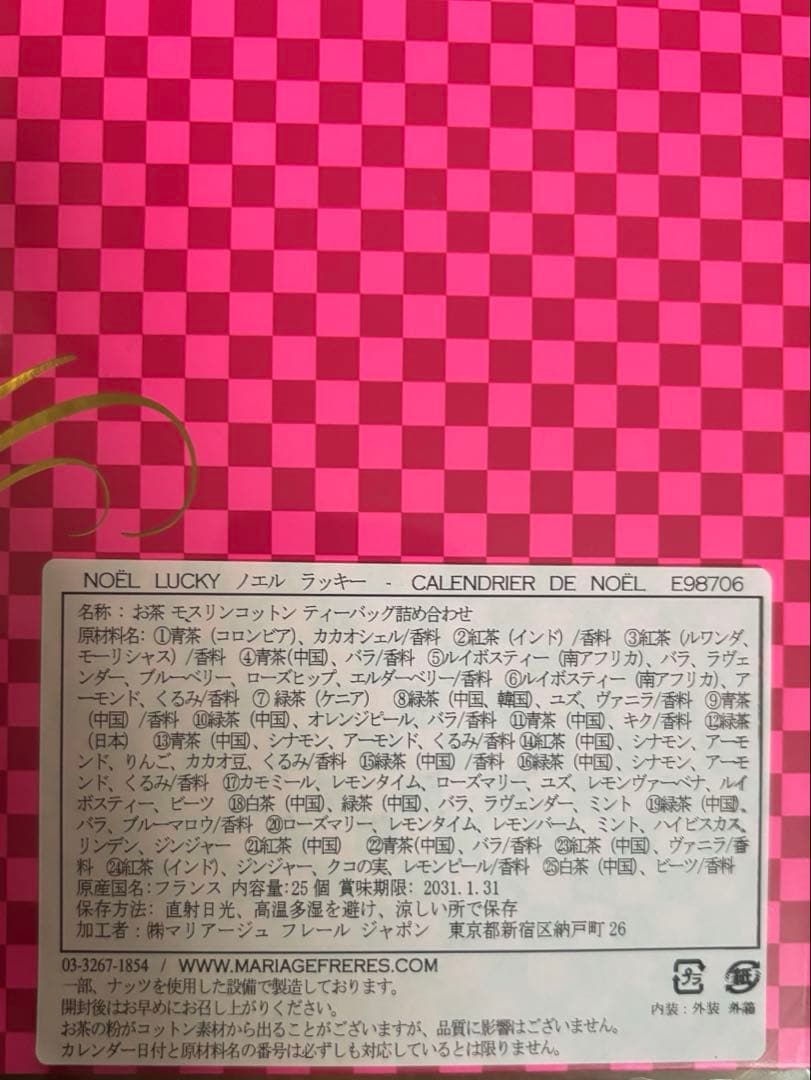 NOËL LUCKY ノエル ラッキー - CALENDRIER DE NOËL E98706
名称：お茶 モスリンコットン ティーバッグ詰め合わせ
原材料名：①青茶（コロンビア）、カカオシェル/香料 ②紅茶（インド）/香料 ③紅茶（ルワンダ、
モーリシャス）/香料 ④青茶(中国)、バラ/香料 ⑤ルイボスティー（南アフリカ)、バラ、ラヴェ
ンダー、ブルーベリー、ローズヒップ、エルダーベリー/香料 ⑥ルイボスティー（南アフリカ)、ア
ーモンド、くるみ/香料 ⑦ 緑茶（ケニア） ⑧緑茶（中国、韓国)、ユズ、ヴァニラ/香料 ⑨青茶
（中国）/香料 ⑩緑茶（中国)、オレンジピール、バラ/香料 ⑪青茶（中国)、キク/香料 ⑫緑茶
（日本） ⑬青茶（中国)、シナモン、アーモンド、くるみ/香料 ⑭紅茶（中国)、シナモン、アーモ
ンド、りんご、カカオ豆、くるみ/香料 ⑮緑茶（中国）/香料 ⑯緑茶（中国)、シナモン、アーモ
ンド、くるみ/香料 ⑰カモミール、レモンタイム、ローズマリー、ユズ、レモンヴァーベナ、ルイ
ボスティー、ビーツ ⑱白茶（中国)、緑茶（中国)、バラ、ラヴェンダー、ミント ⑲緑茶（中国)、
バラ、ブルーマロウ/香料 ⑳ローズマリー、レモンタイム、レモンバーム、ミント、ハイビスカス、
リンデン、ジンジャー ㉑紅茶（中国） ㉒青茶(中国)、バラ/香料 ㉓紅茶（中国)、ヴァニラ/香
料 ㉔紅茶（インド)、ジンジャー、クコの実、レモンピール/香料 ㉕白茶（中国)、ビーツ/香料
原産国名：フランス 内容量:25個 賞味期限: 2031.1.31
保存方法：直射日光、高温多湿を避け、涼しい所で保存
加工者：㈱マリアージュ フレール ジャポン 東京都新宿区納戸町26
03-3267-1854 / WWW.MARIAGEFRERES.COM
一部、ナッツを使用した設備で製造しております。
開封後はお早めにお召し上がりください。
お茶の粉がコットン素材から出ることがございますが、品質に影響はございません。
カレンダー日付と原材料名の番号は必ずしも対応しているとは限りません。
プラ 紙
内装：外装 外箱